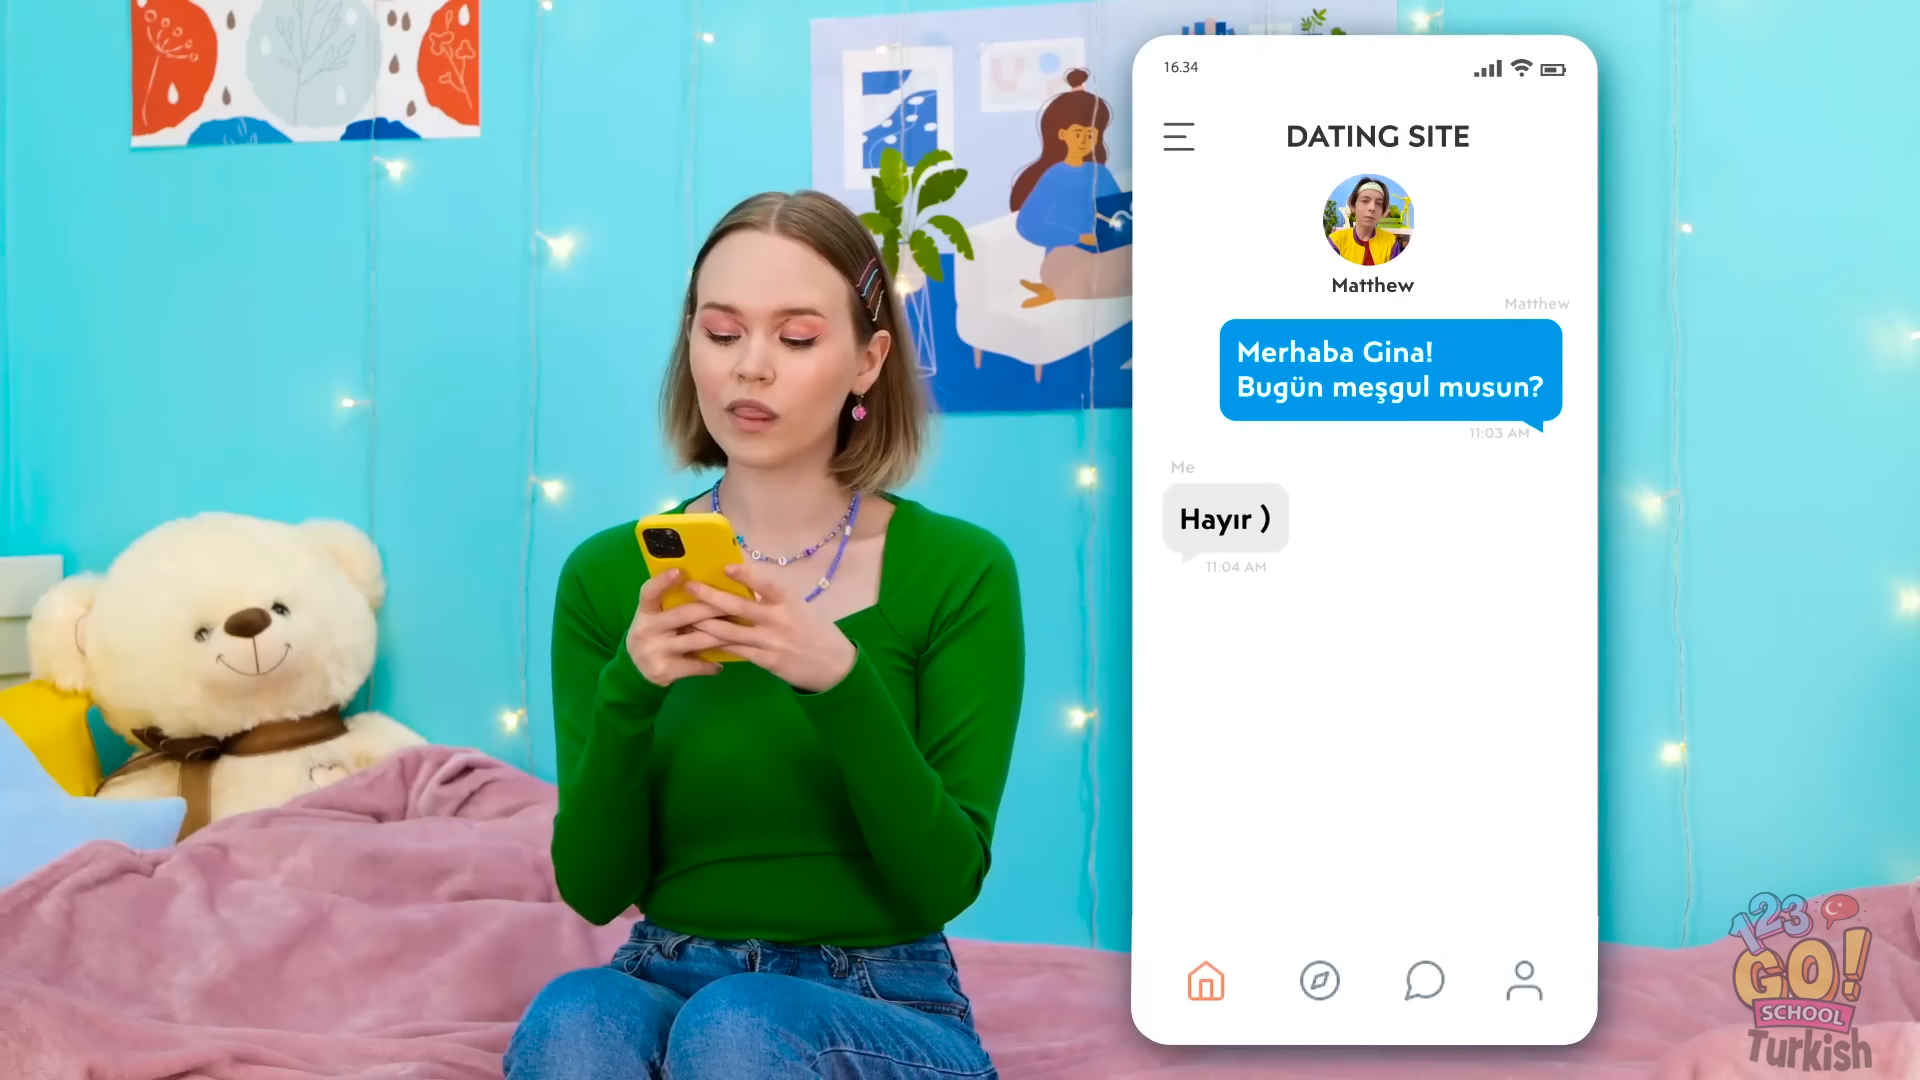 16.34
DATING SITE
Matthew
Matthew
Merhaba Gina!
Bugün meşgul musun?
11:03 AM
Me
Hayır )
11:04 AM
123
GO!
SCHOOL
Turkish